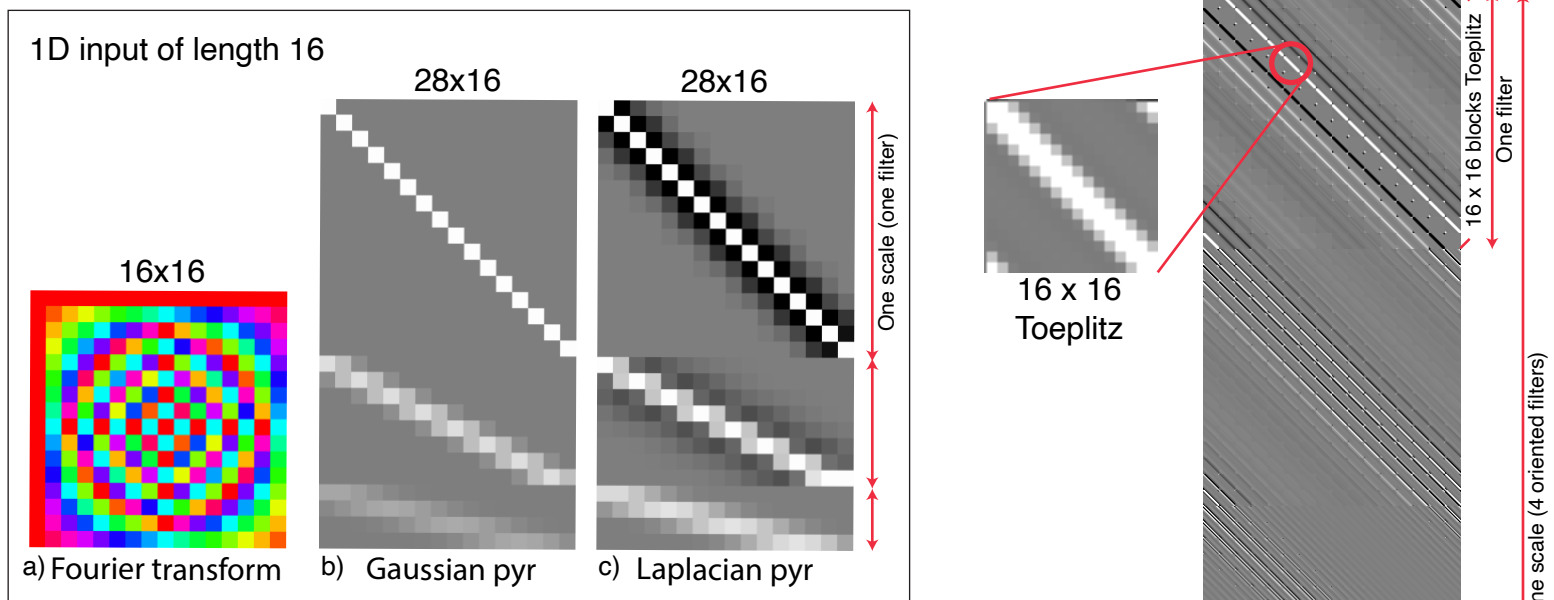 1D input of length 16
28x16
28x16
16x16
One scale (one filter)
a) Fourier transform
b) Gaussian pyr
c) Laplacian pyr
16 x 16
Toeplitz
16 x 16 blocks Toeplitz
One filter
ne scale (4 oriented filters)